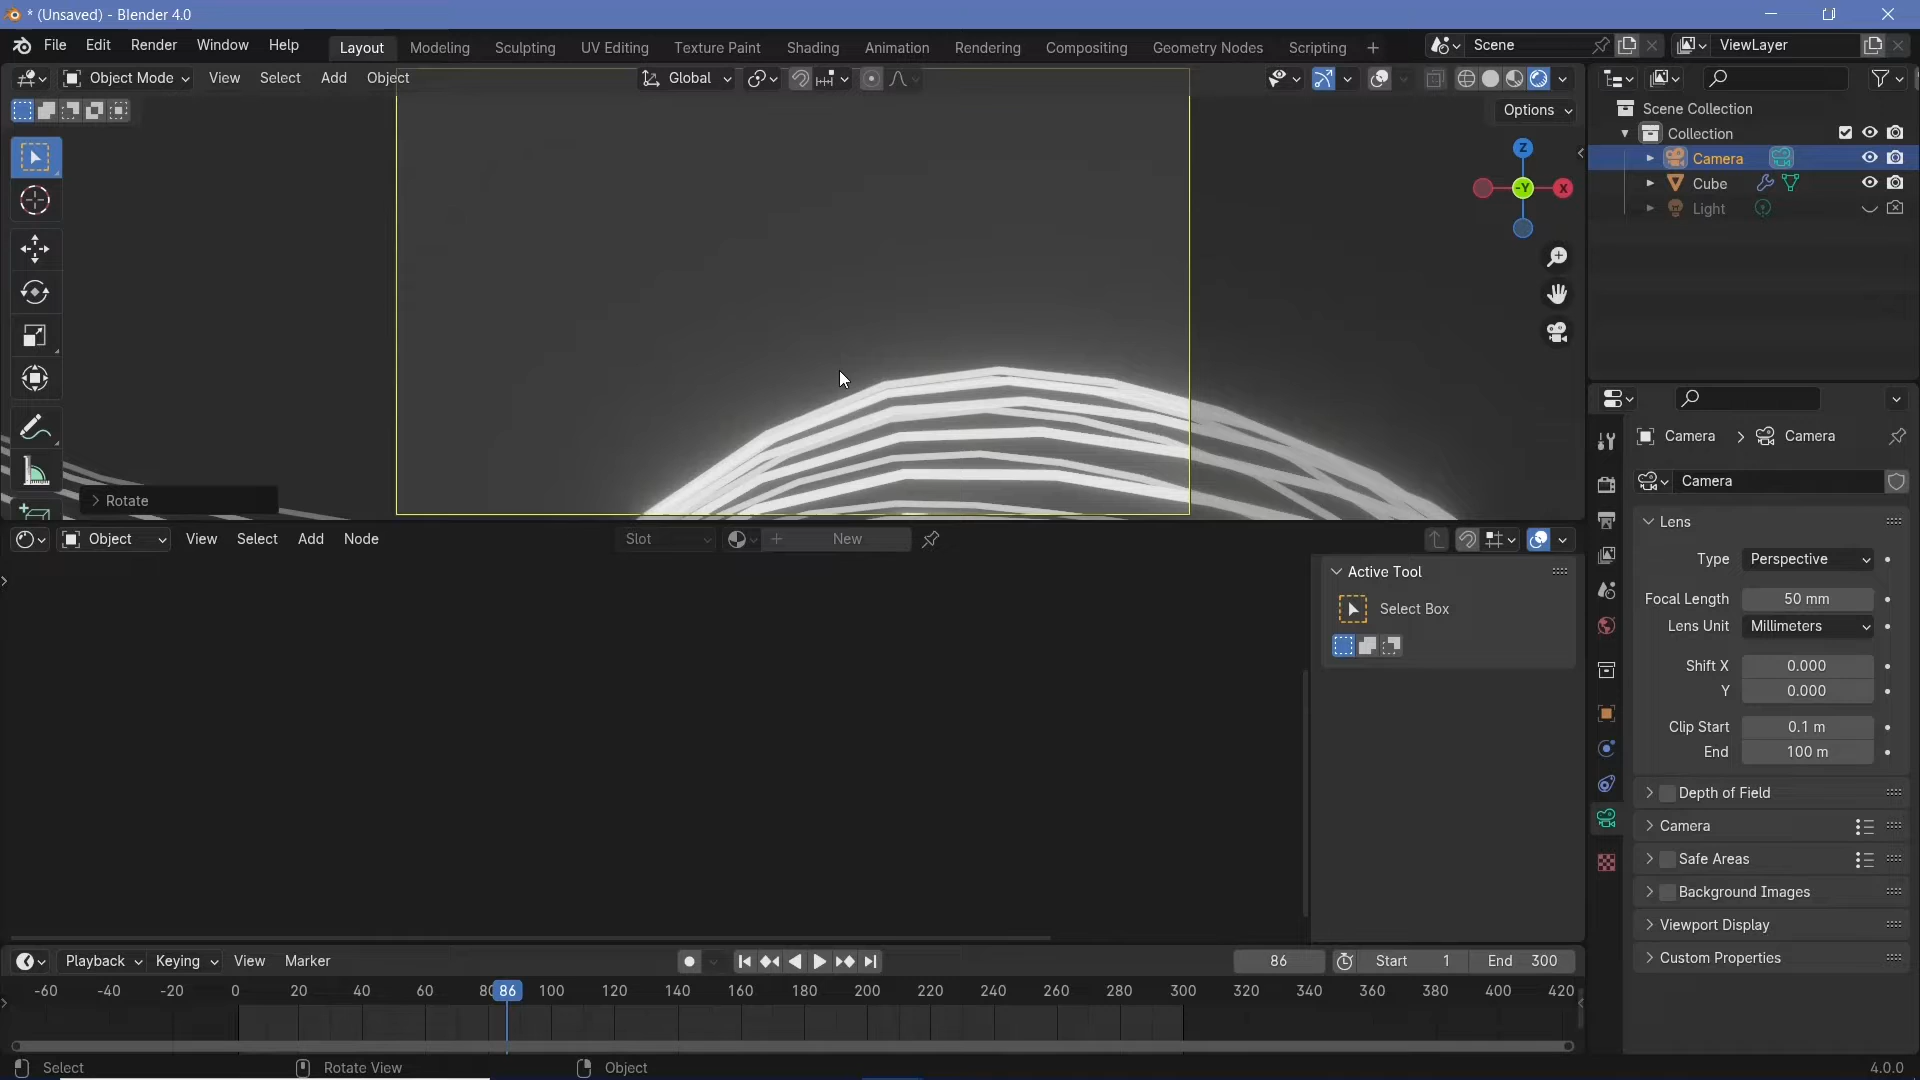 * (Unsaved) - Blender 4.0
File Edit Render Window Help Layout Modeling Sculpting UV Editing Texture Paint Shading Animation Rendering Compositing Geometry Nodes Scripting + Scene ViewLayer
Object Mode View Select Add Object Global
Options
Z
-Y X
Rotate
Scene Collection
Collection
Camera
Cube
Light
Camera > Camera
Camera
Lens
Type Perspective
Focal Length 50 mm
Lens Unit Millimeters
Shift X 0.000
Y 0.000
Clip Start 0.1 m
End 100 m
Depth of Field
Camera
Safe Areas
Background Images
Viewport Display
Custom Properties
Object View Select Add Node Slot New
Active Tool
Select Box
Playback Keying View Marker 86 Start 1 End 300
-60 -40 -20 0 20 40 60 80 86 100 120 140 160 180 200 220 240 260 280 300 320 340 360 380 400 420
Select Rotate View Object 4.0.0